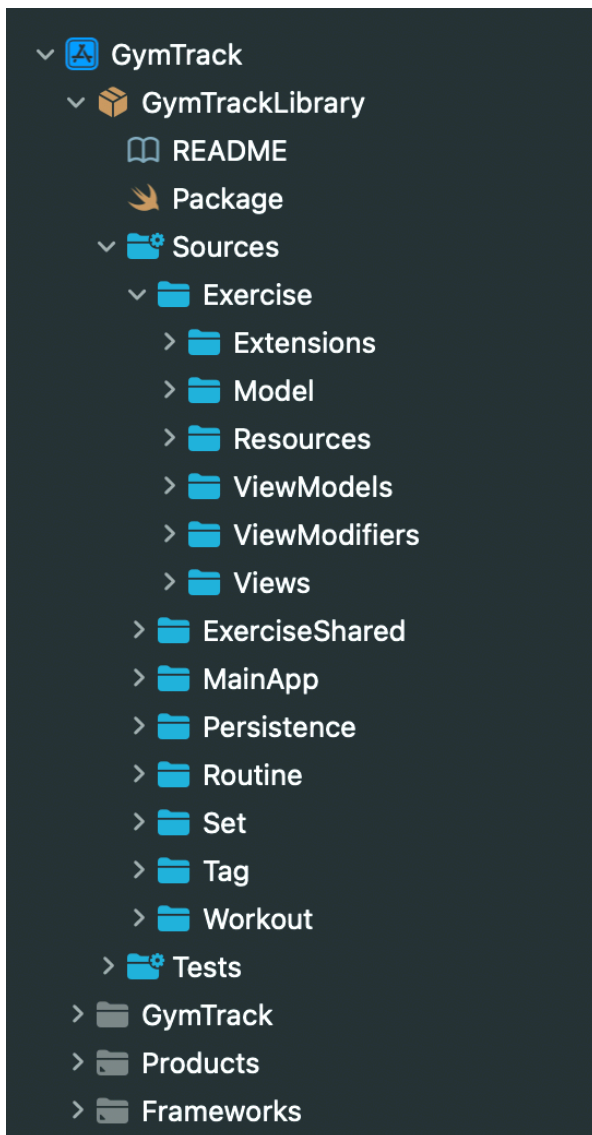 GymTrack
GymTrackLibrary
README
Package
Sources
Exercise
Extensions
Model
Resources
ViewModels
ViewModifiers
Views
ExerciseShared
MainApp
Persistence
Routine
Set
Tag
Workout
Tests
GymTrack
Products
Frameworks